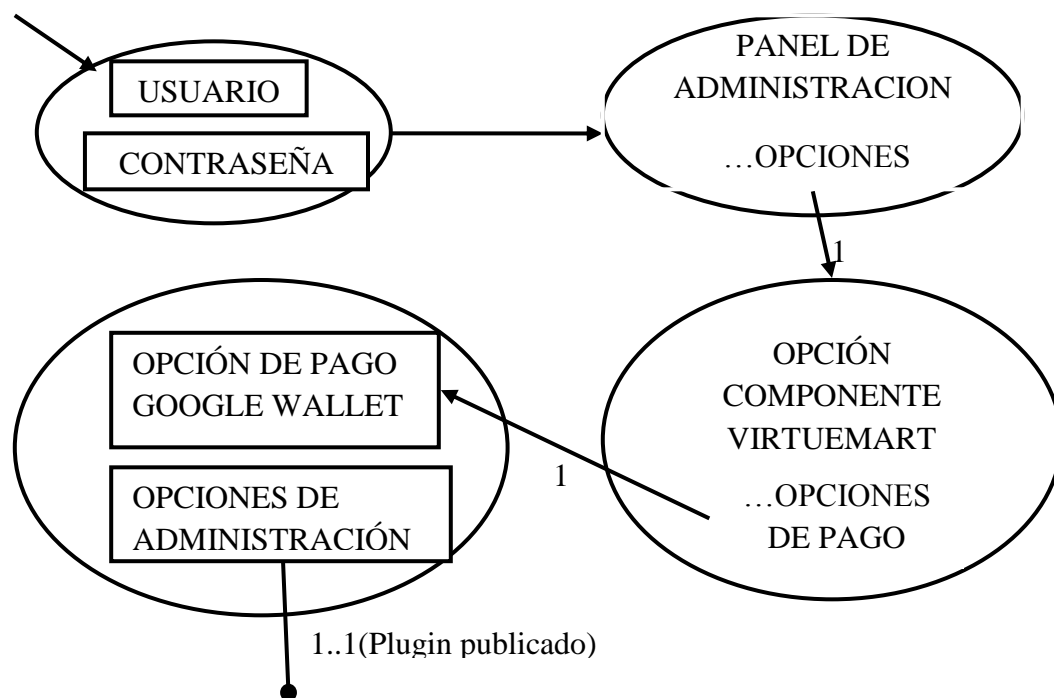 USUARIO
CONTRASEÑA
PANEL DE
ADMINISTRACION
…OPCIONES
1
OPCIÓN
COMPONENTE
VIRTUEMART
…OPCIONES
DE PAGO
1
OPCIÓN DE PAGO
GOOGLE WALLET
OPCIONES DE
ADMINISTRACIÓN
1..1(Plugin publicado)